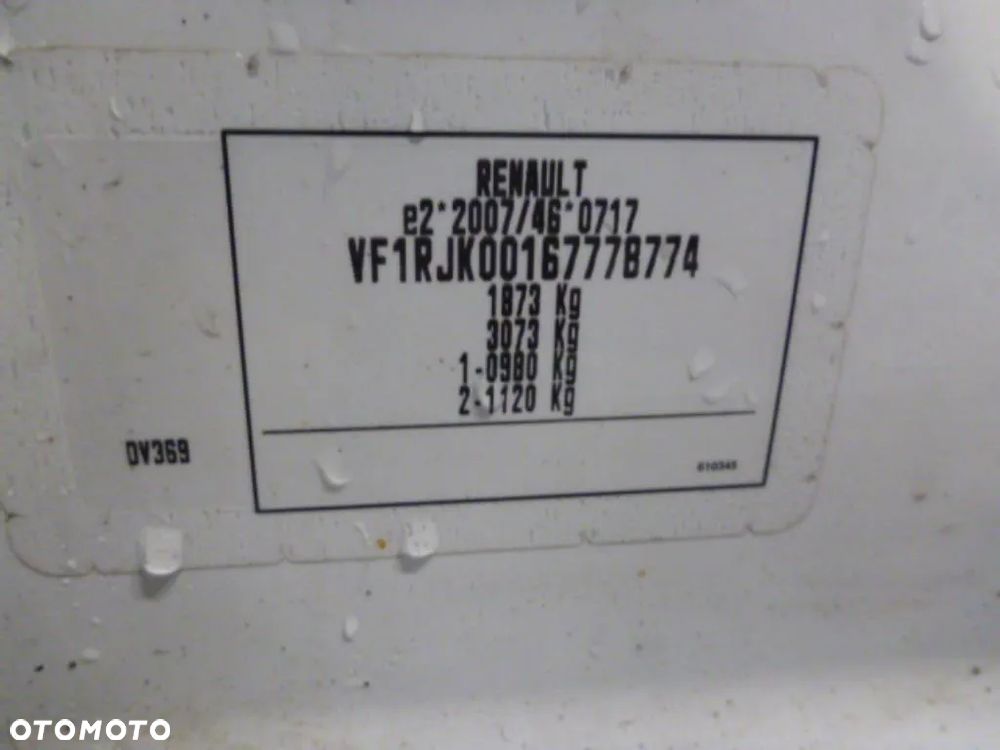 RENAULT
e2*2007/46*0717
VF1RJK00167778774
1873 Kg
3073 Kg
1-0980 Kg
2-1120 Kg
DV369
610345
OTOMOTO